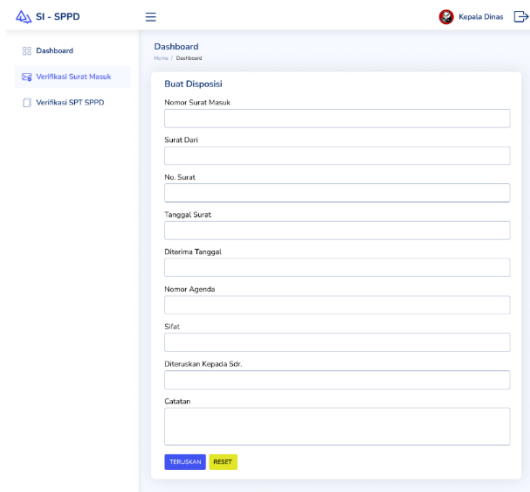 SI - SPPD
Kepala Dinas
Dashboard
Verifikasi Surat Masuk
Verifikasi SPT SPPD
Dashboard
Home / Dashboard
Buat Disposisi
Nomor Surat Masuk
Surat Dari
No. Surat
Tanggal Surat
Diterima Tanggal
Nomor Agenda
Sifat
Diteruskan Kepada Sdr.
Catatan
TERUSKAN RESET